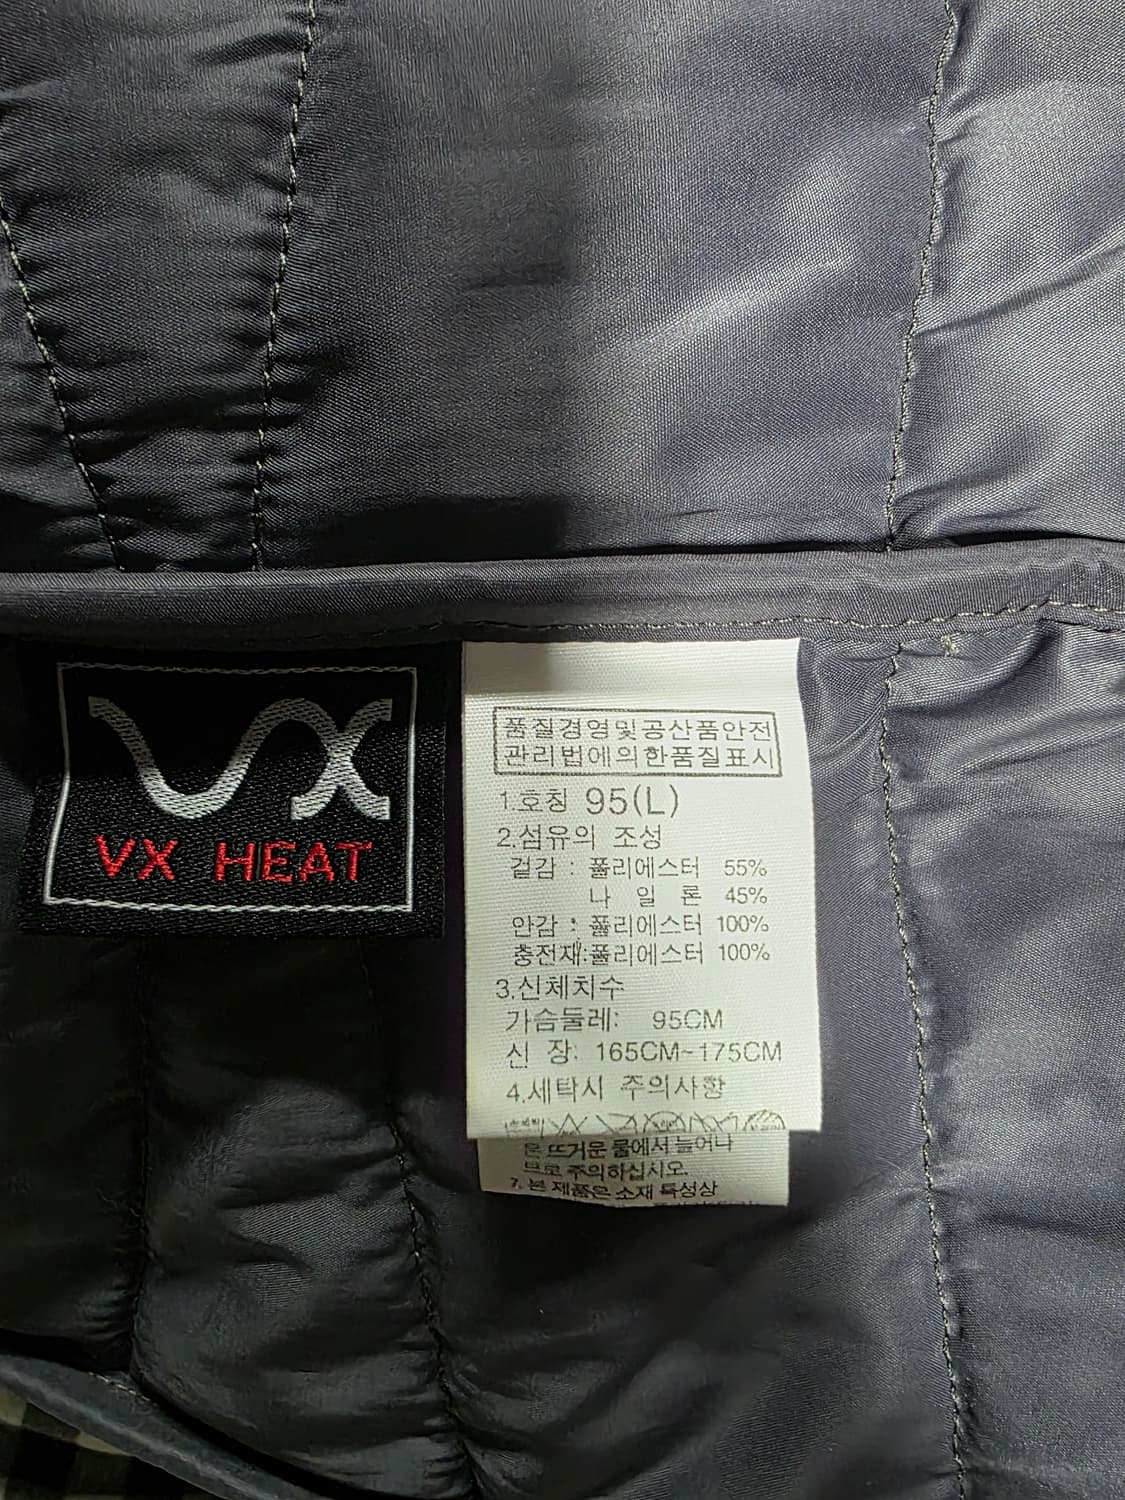 VX
VX HEAT
품질경영및공산품안전
관리법에의한품질표시
1.호칭 95(L)
2.섬유의 조성
겉감 : 폴리에스터 55%
나 일 론 45%
안감 : 폴리에스터 100%
충전재:폴리에스터 100%
3.신체치수
가슴둘레: 95CM
신 장: 165CM~175CM
4.세탁시 주의사항
은 뜨거운 물에서 늘어나
므로 주의하십시오.
7. 본 제품은 소재 특성상